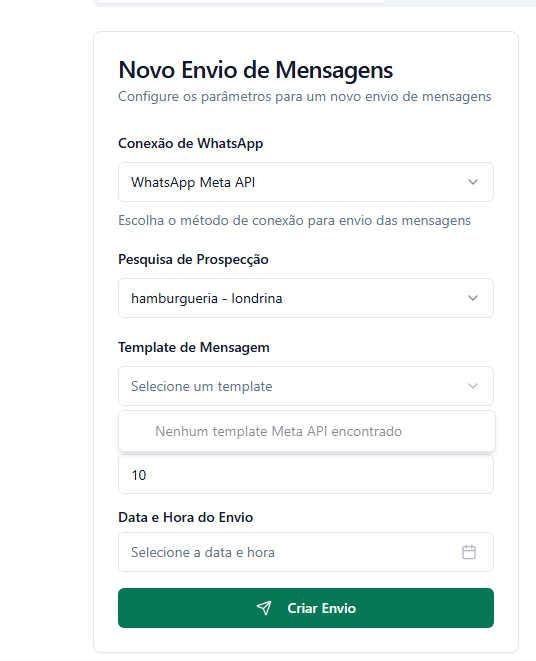 Novo Envio de Mensagens
Configure os parâmetros para um novo envio de mensagens
Conexão de WhatsApp
WhatsApp Meta API
Escolha o método de conexão para envio das mensagens
Pesquisa de Prospecção
hamburgueria - londrina
Template de Mensagem
Selecione um template
Nenhum template Meta API encontrado
10
Data e Hora do Envio
Selecione a data e hora
Criar Envio